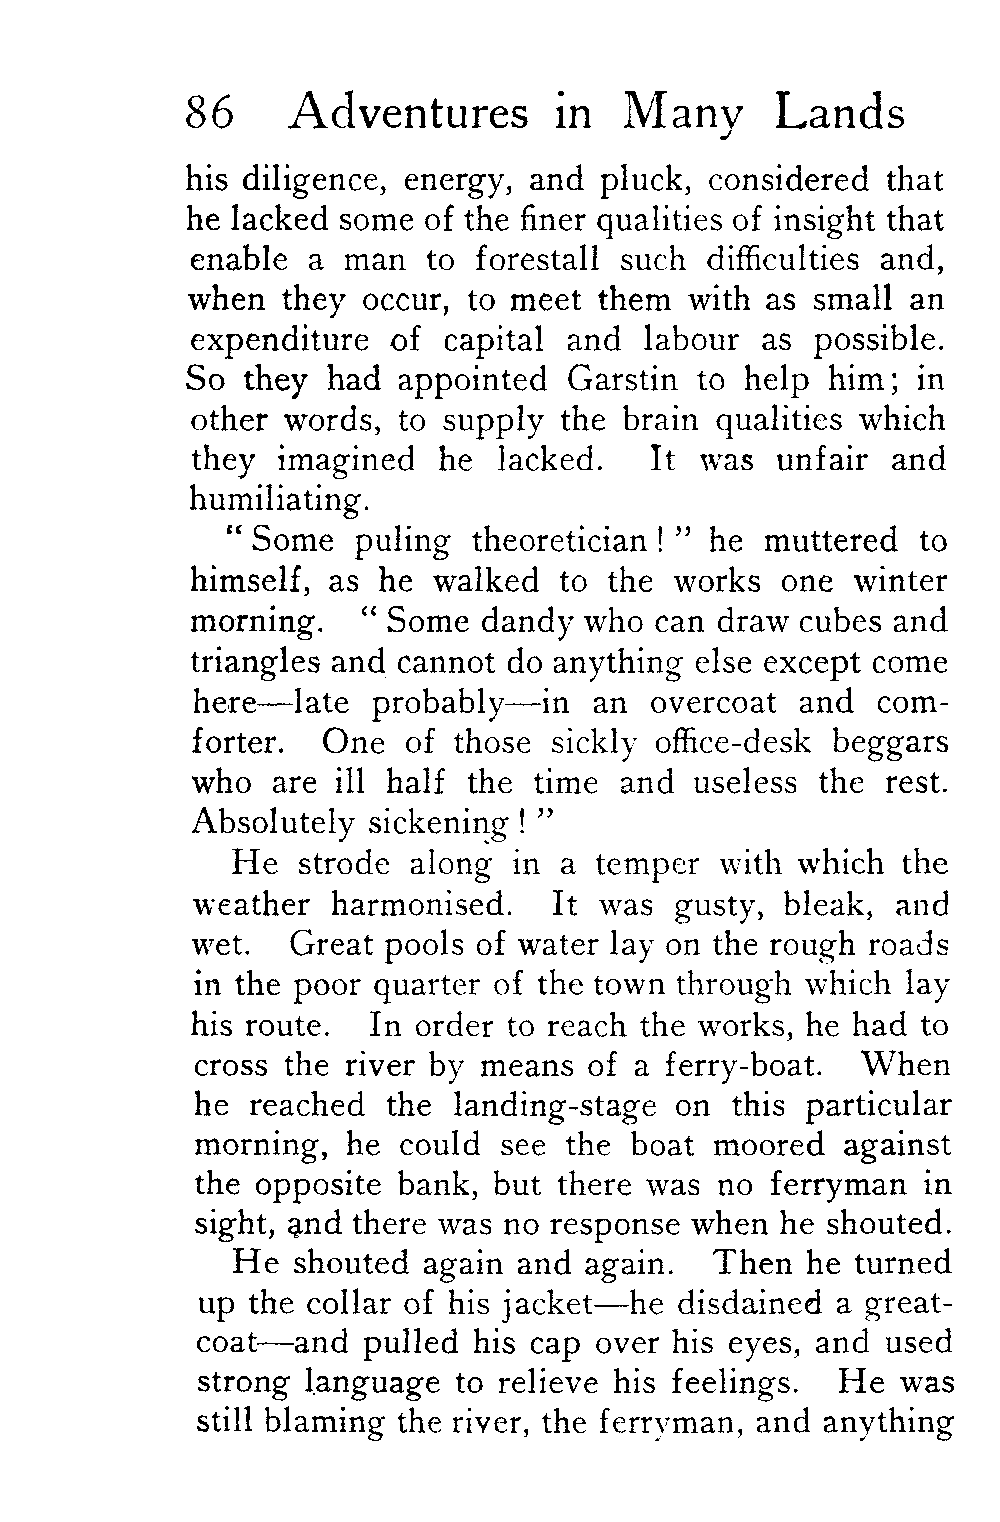 86 Adventures in Many Lands
his diligence, energy, and pluck, considered that
he lacked some of the finer qualities of insight that
enable a man to forestall such difficulties and,
when they occur, to meet them with as small an
expenditure of capital and labour as possible.
So they had appointed Garstin to help him; in
other words, to supply the brain qualities which
they imagined he lacked. It was unfair and
humiliating.
“ Some puling theoretician ! ” he muttered to
himself, as he walked to the works one winter
morning. “ Some dandy who can draw cubes and
triangles and cannot do anything else except come
here—late probably—in an overcoat and com-
forter. One of those sickly office-desk beggars
who are ill half the time and useless the rest.
Absolutely sickening ! ”
He strode along in a temper with which the
weather harmonised. It was gusty, bleak, and
wet. Great pools of water lay on the rough roads
in the poor quarter of the town through which lay
his route. In order to reach the works, he had to
cross the river by means of a ferry-boat. When
he reached the landing-stage on this particular
morning, he could see the boat moored against
the opposite bank, but there was no ferryman in
sight, and there was no response when he shouted.
He shouted again and again. Then he turned
up the collar of his jacket—he disdained a great-
coat—and pulled his cap over his eyes, and used
strong language to relieve his feelings. He was
still blaming the river, the ferryman, and anything